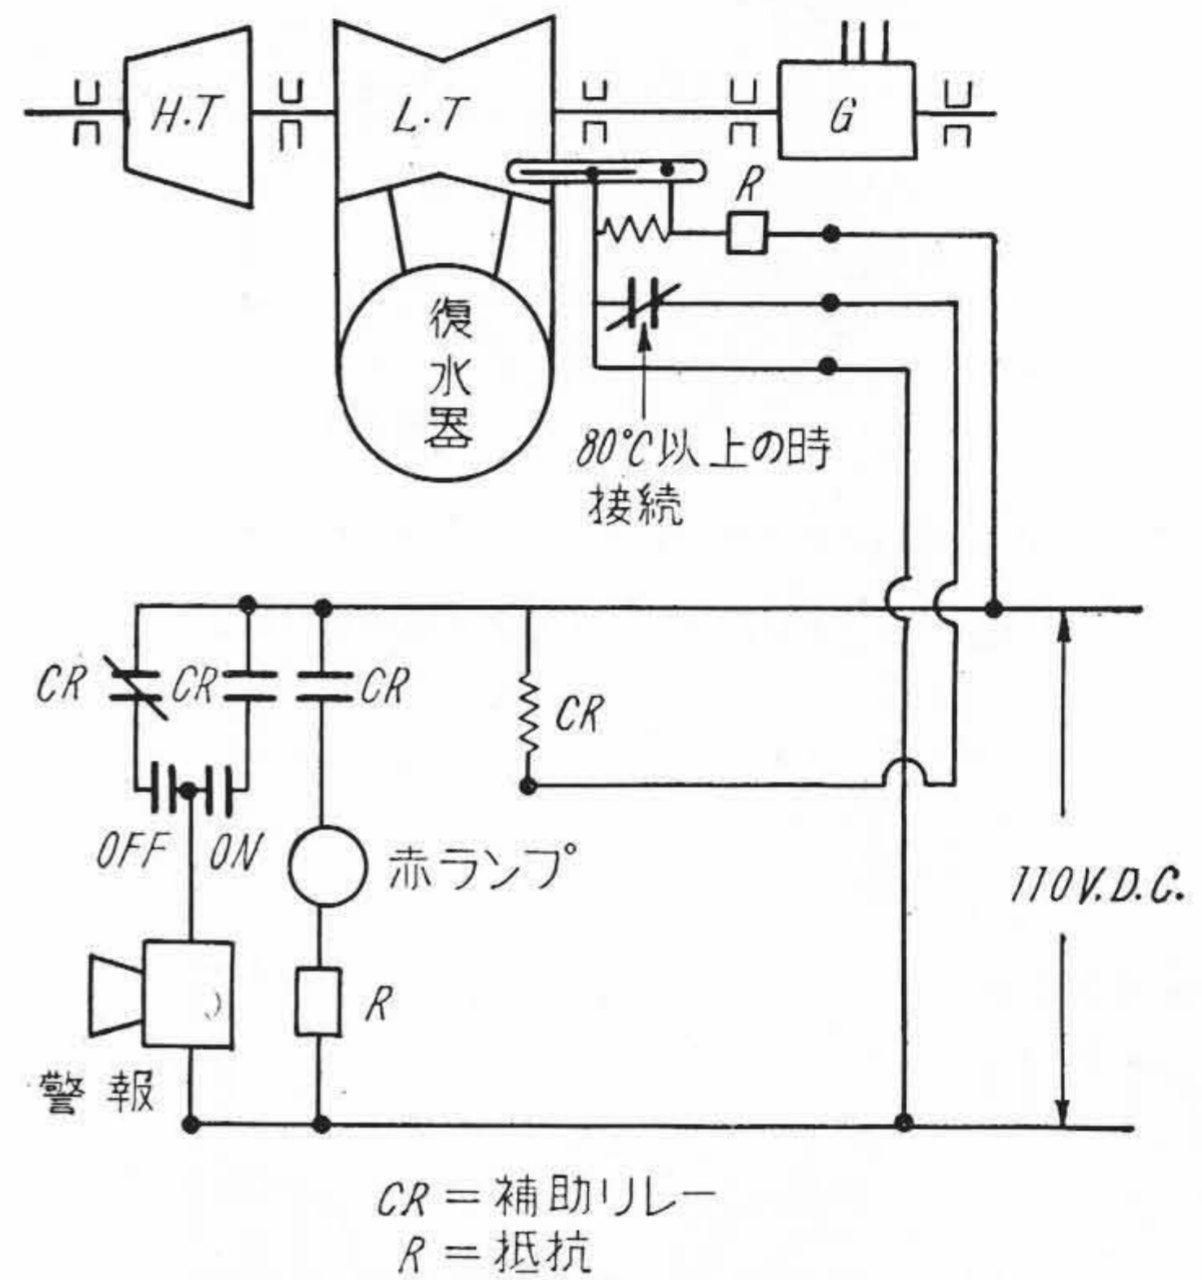 H.T
L.T
G
R
復水器
80°C以上の時
接続
CR
CR
CR
CR
OFF
ON
赤ランプ
110V.D.C.
R
警報
CR=補助リレー
R=抵抗